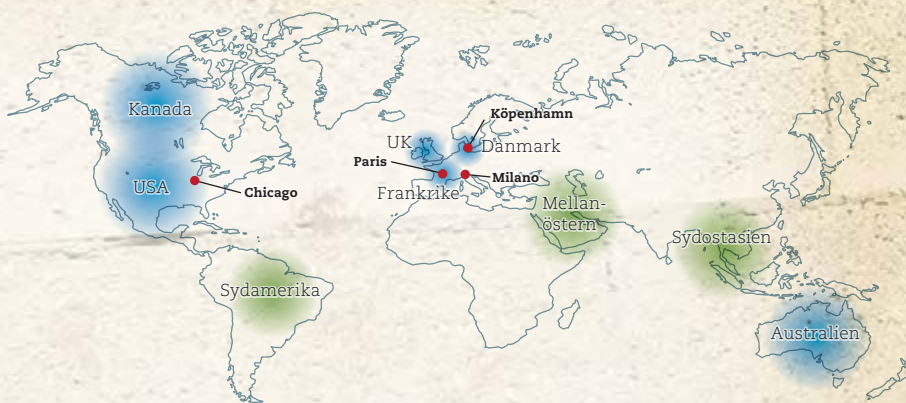 Kanada
Köpenhamn
UK
Danmark
Paris
Milano
USA
Chicago
Frankrike
Mellan-
östern
Sydostasien
Sydamerika
Australien